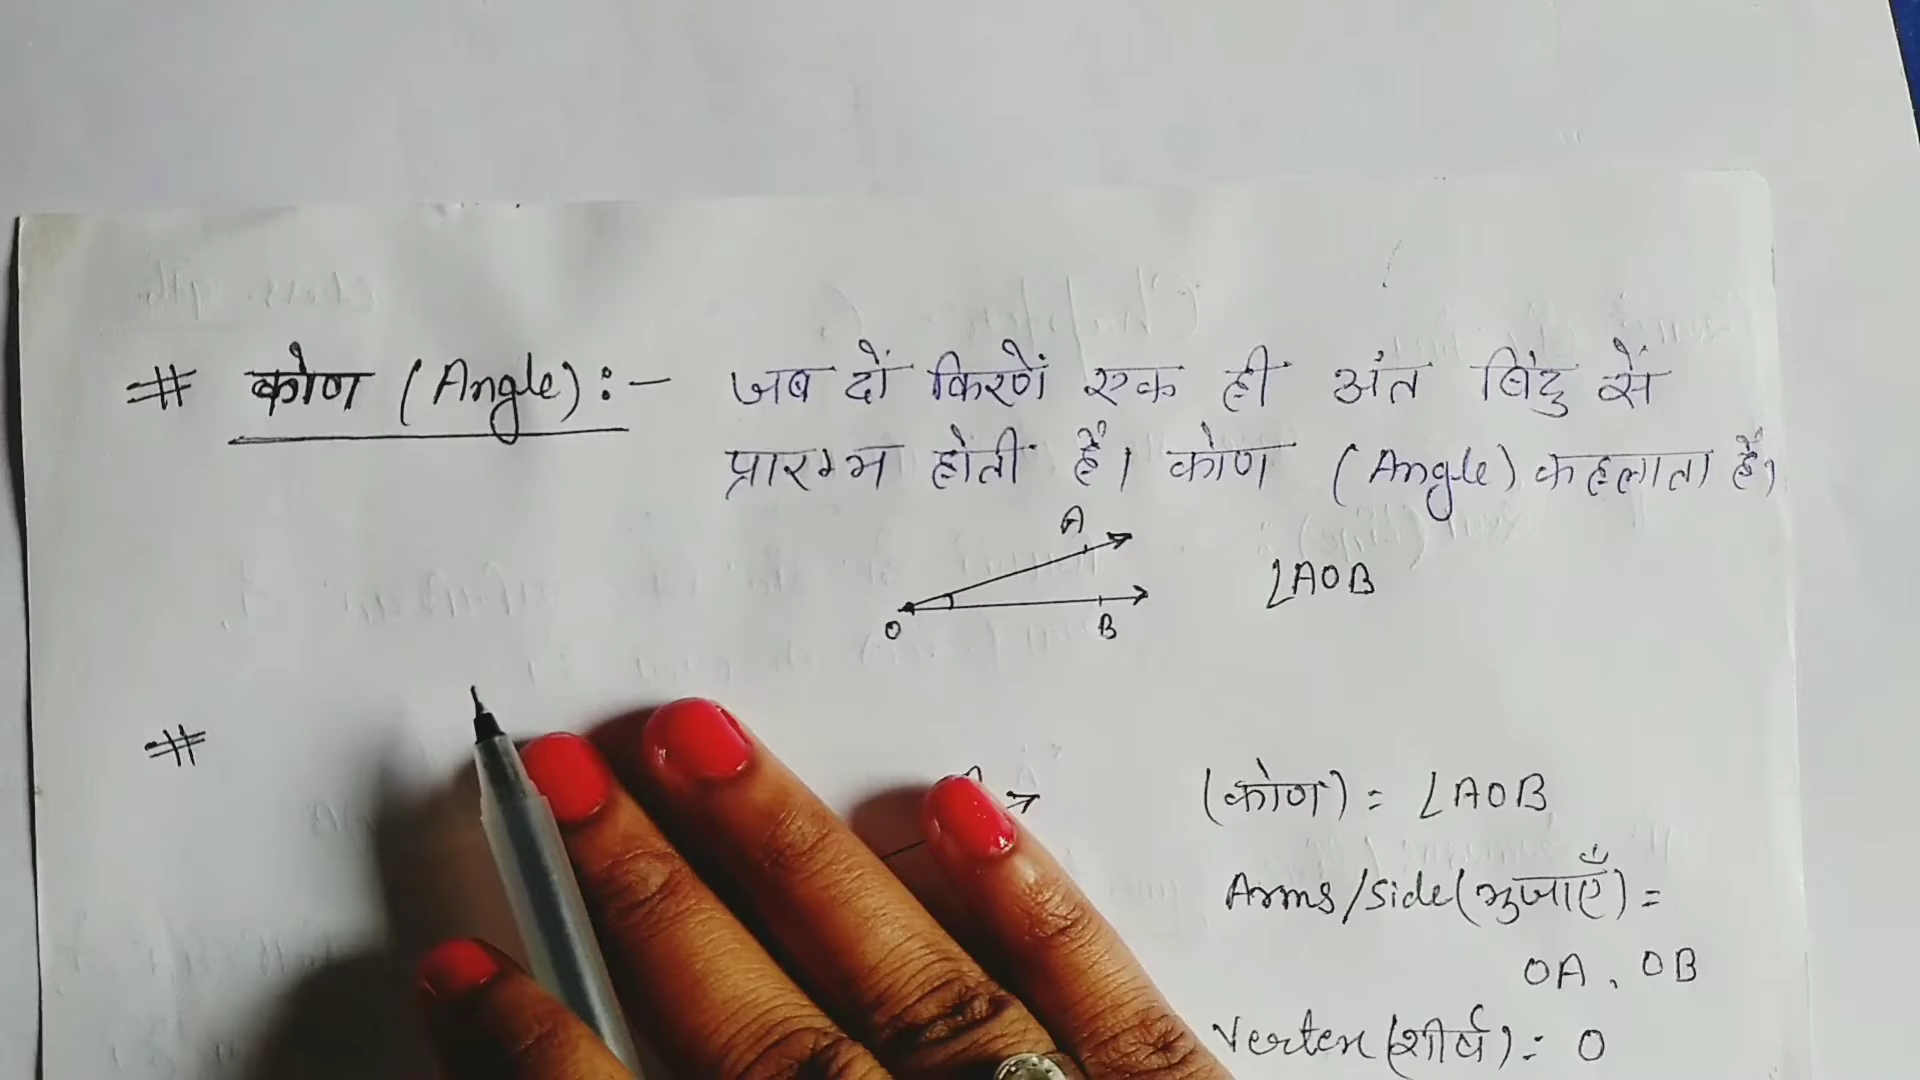 # कोण (Angle) :- जब दों किरणें एक ही अंत बिंदु सें
प्रारम्भ होती हैं। कोण (Angle) कहलाता हैं।
A
O B
∠AOB
#
(कोण) = ∠AOB
Arms/Side(भुजाएँ) =
OA, OB
Vertex(शीर्ष) = O